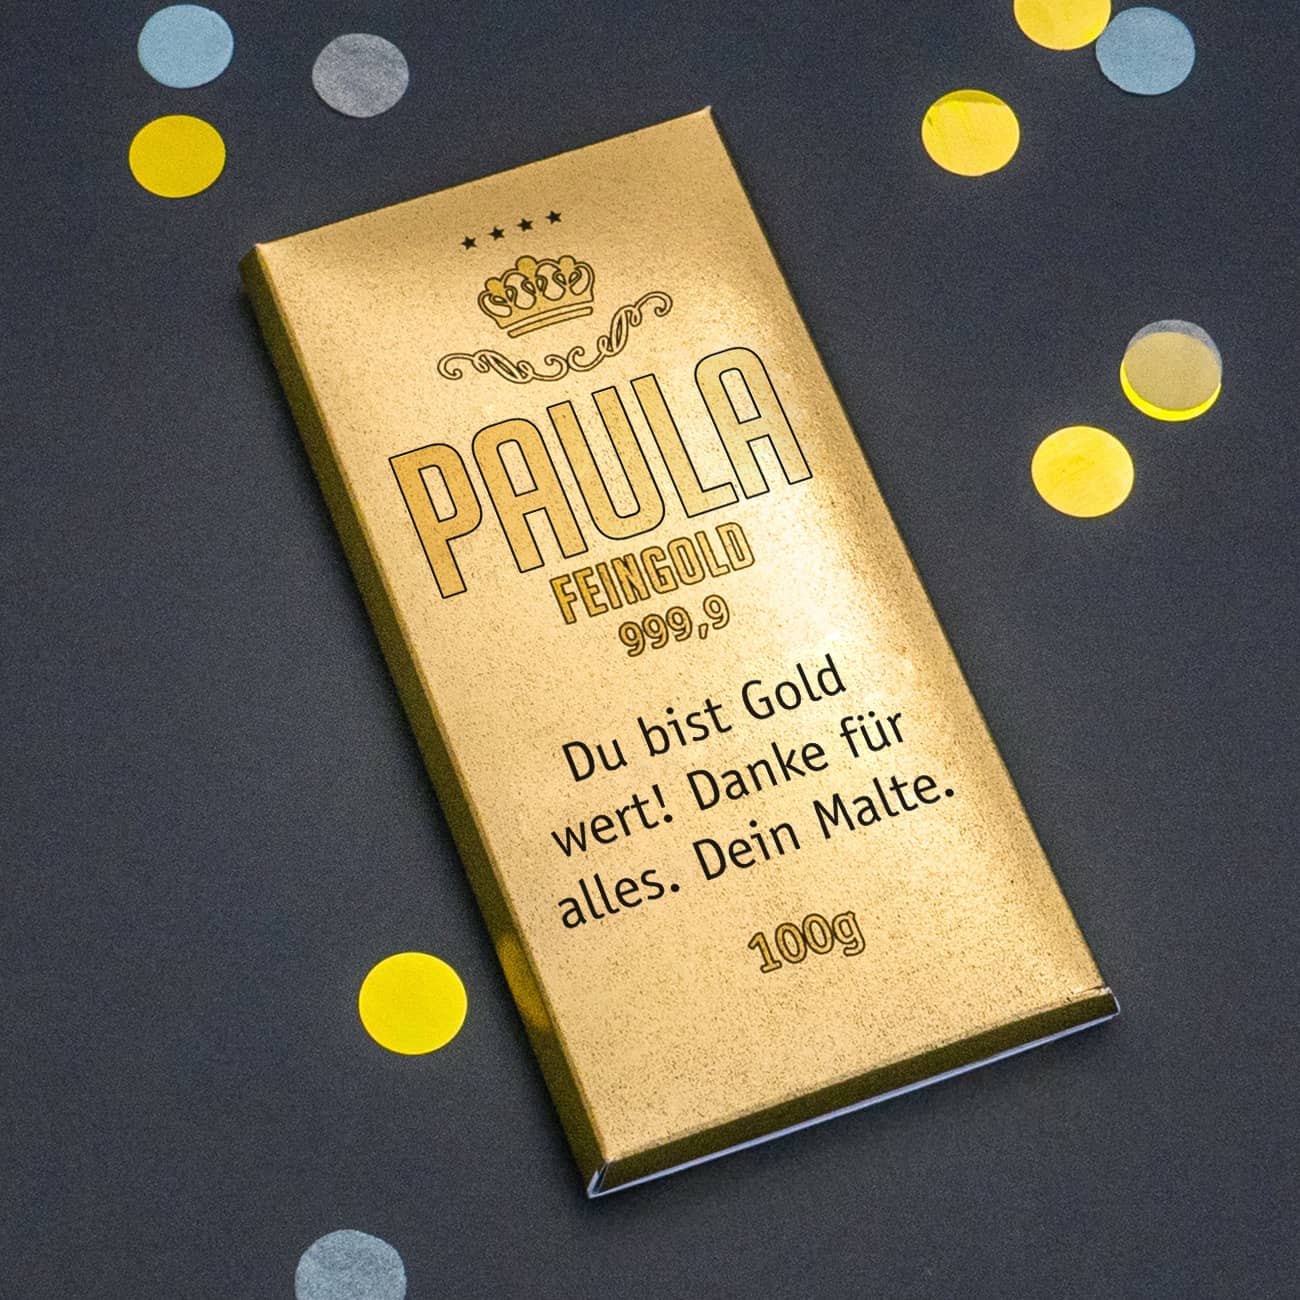 PAULA
FEINGOLD
999,9
Du bist Gold
wert! Danke für
alles. Dein Malte.
100g